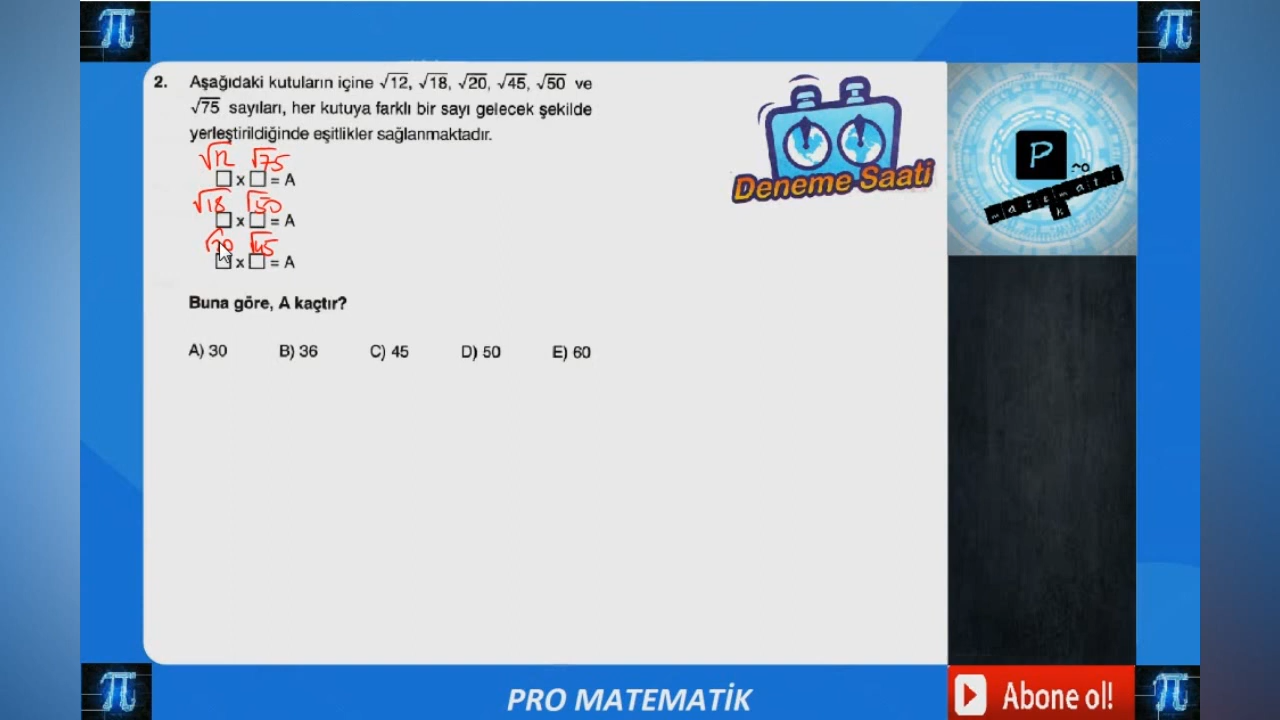 2. Aşağıdaki kutuların içine √12, √18, √20, √45, √50 ve
√75 sayıları, her kutuya farklı bir sayı gelecek şekilde
yerleştirildiğinde eşitlikler sağlanmaktadır.
√12 √75
□ x □ = A
√18 √50
□ x □ = A
√20 √45
□ x □ = A
Buna göre, A kaçtır?
A) 30 B) 36 C) 45 D) 50 E) 60
Deneme Saati
P
matematik
PRO MATEMATİK
Abone ol!
π
π
π
π